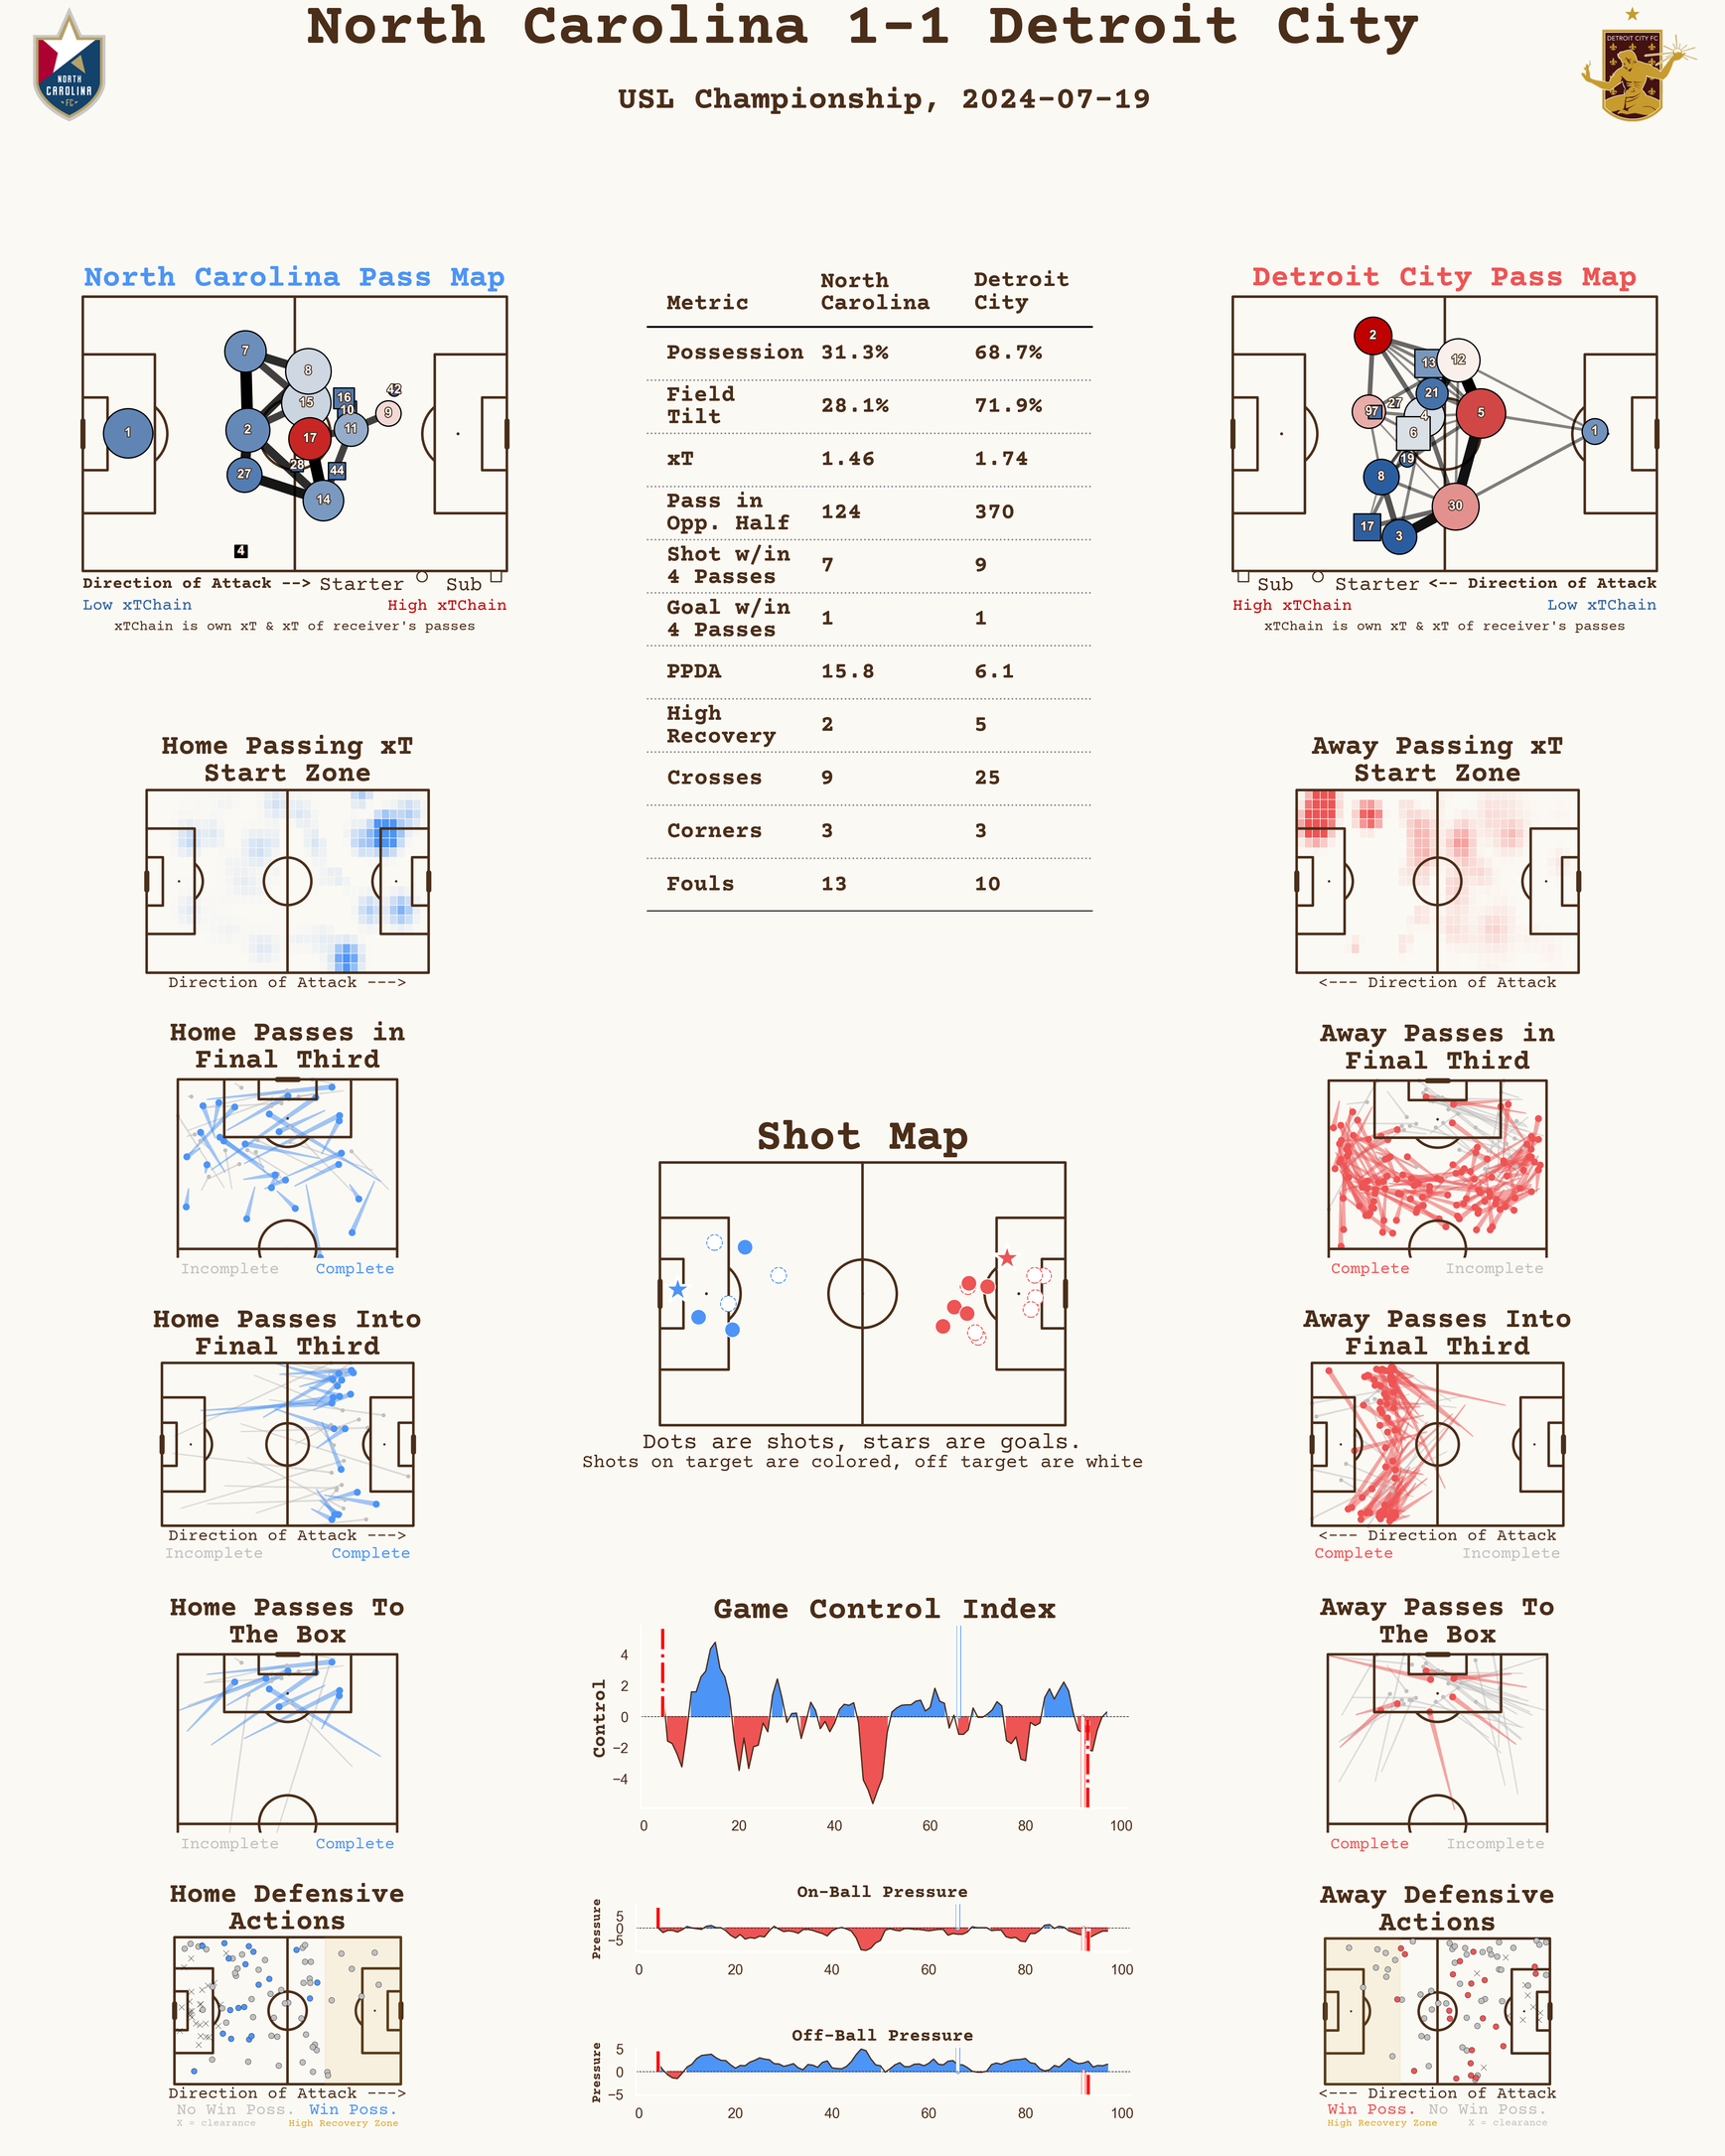 North Carolina 1-1 Detroit City
USL Championship, 2024-07-19
NORTH
CAROLINA
FC
DETROIT CITY FC
North Carolina Pass Map
7
8
15
16
10
42
9
1
2
17
11
27
28
44
14
4
Direction of Attack --> Starter Sub
Low xTChain High xTChain
xTChain is own xT & xT of receiver's passes
Metric North Carolina Detroit City
Possession 31.3% 68.7%
Field Tilt 28.1% 71.9%
xT 1.46 1.74
Pass in Opp. Half 124 370
Shot w/in 4 Passes 7 9
Goal w/in 4 Passes 1 1
PPDA 15.8 6.1
High Recovery 2 5
Crosses 9 25
Corners 3 3
Fouls 13 10
Detroit City Pass Map
2
13
12
21
97
27
4
5
6
1
19
8
30
17
3
Sub Starter <-- Direction of Attack
High xTChain Low xTChain
xTChain is own xT & xT of receiver's passes
Home Passing xT
Start Zone
Direction of Attack --->
Away Passing xT
Start Zone
<--- Direction of Attack
Home Passes in
Final Third
Incomplete Complete
Away Passes in
Final Third
Complete Incomplete
Shot Map
Dots are shots, stars are goals.
Shots on target are colored, off target are white
Home Passes Into
Final Third
Direction of Attack --->
Incomplete Complete
Away Passes Into
Final Third
<--- Direction of Attack
Complete Incomplete
Home Passes To
The Box
Incomplete Complete
Game Control Index
Control
4
2
0
−2
−4
0 20 40 60 80 100
Away Passes To
The Box
Complete Incomplete
Home Defensive
Actions
Direction of Attack --->
No Win Poss. Win Poss.
X = clearance High Recovery Zone
On-Ball Pressure
Pressure
5
0
−5
0 20 40 60 80 100
Off-Ball Pressure
Pressure
5
0
−5
0 20 40 60 80 100
Away Defensive
Actions
<--- Direction of Attack
Win Poss. No Win Poss.
High Recovery Zone X = clearance